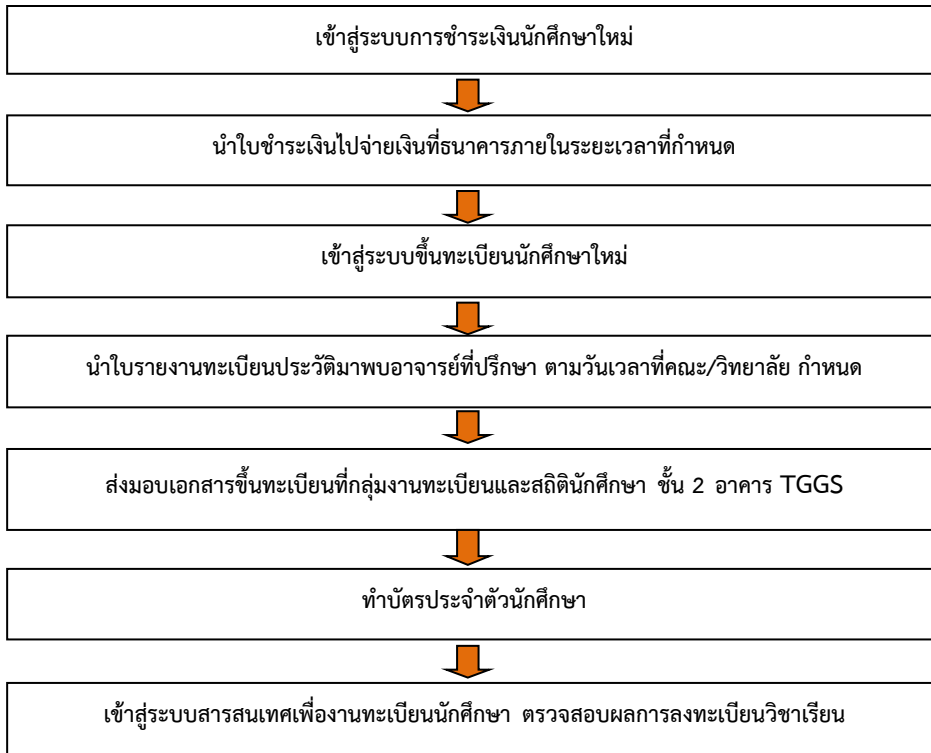 เข้าสู่ระบบการชำระเงินนักศึกษาใหม่
นำใบชำระเงินไปจ่ายเงินที่ธนาคารภายในระยะเวลาที่กำหนด
เข้าสู่ระบบขึ้นทะเบียนนักศึกษาใหม่
นำใบรายงานทะเบียนประวัติมาพบอาจารย์ที่ปรึกษา ตามวันเวลาที่คณะ/วิทยาลัย กำหนด
ส่งมอบเอกสารขึ้นทะเบียนที่กลุ่มงานทะเบียนและสถิตินักศึกษา ชั้น 2 อาคาร TGGS
ทำบัตรประจำตัวนักศึกษา
เข้าสู่ระบบสารสนเทศเพื่องานทะเบียนนักศึกษา ตรวจสอบผลการลงทะเบียนวิชาเรียน